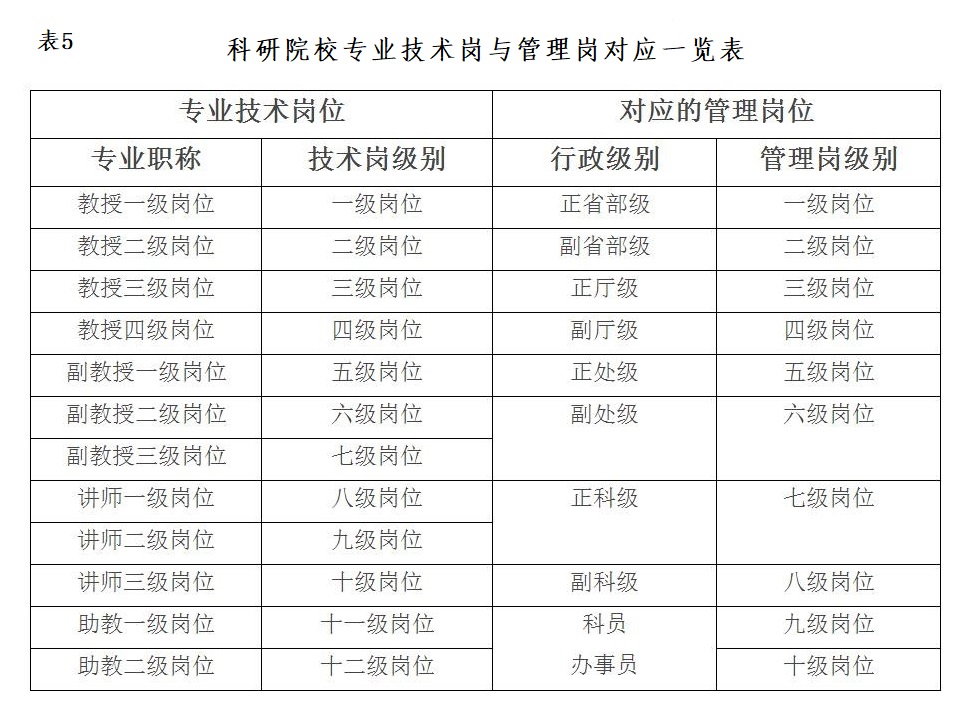 表5
科研院校专业技术岗与管理岗对应一览表
专业技术岗位 对应的管理岗位
专业职称 技术岗级别 行政级别 管理岗级别
教授一级岗位 一级岗位 正省部级 一级岗位
教授二级岗位 二级岗位 副省部级 二级岗位
教授三级岗位 三级岗位 正厅级 三级岗位
教授四级岗位 四级岗位 副厅级 四级岗位
副教授一级岗位 五级岗位 正处级 五级岗位
副教授二级岗位 六级岗位 副处级 六级岗位
副教授三级岗位 七级岗位
讲师一级岗位 八级岗位 正科级 七级岗位
讲师二级岗位 九级岗位
讲师三级岗位 十级岗位 副科级 八级岗位
助教一级岗位 十一级岗位 科员 九级岗位
助教二级岗位 十二级岗位 办事员 十级岗位